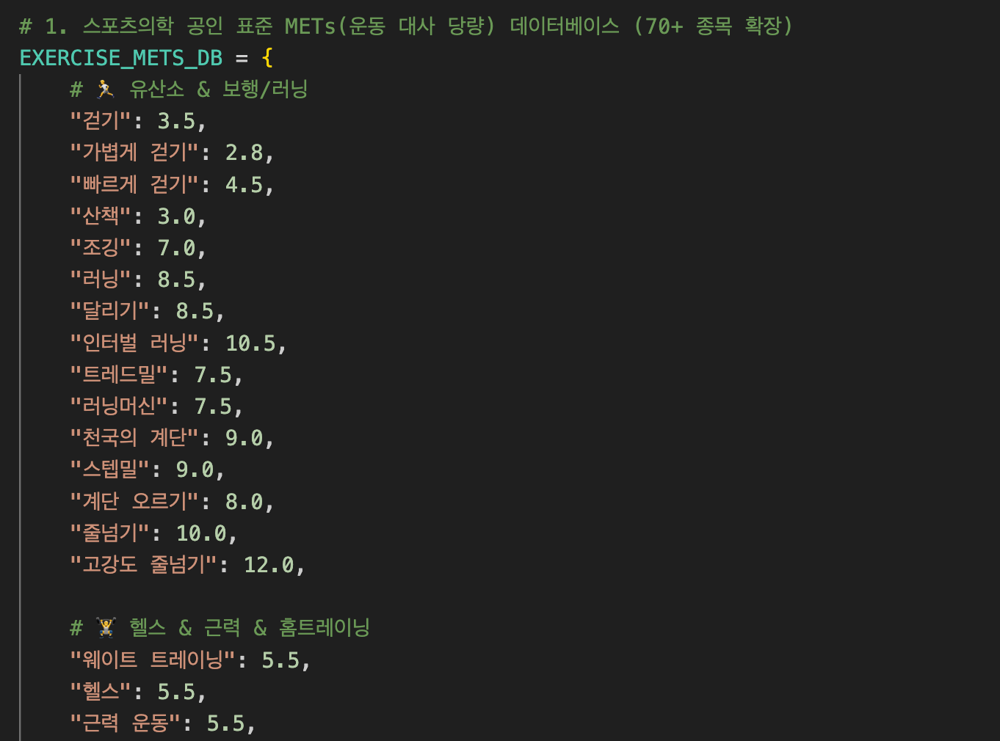 # 1. 스포츠의학 공인 표준 METs(운동 대사 당량) 데이터베이스 (70+ 종목 확장)
EXERCISE_METS_DB = {
# 🏃 유산소 & 보행/러닝
"걷기": 3.5,
"가볍게 걷기": 2.8,
"빠르게 걷기": 4.5,
"산책": 3.0,
"조깅": 7.0,
"러닝": 8.5,
"달리기": 8.5,
"인터벌 러닝": 10.5,
"트레드밀": 7.5,
"러닝머신": 7.5,
"천국의 계단": 9.0,
"스텝밀": 9.0,
"계단 오르기": 8.0,
"줄넘기": 10.0,
"고강도 줄넘기": 12.0,
# 🏋️ 헬스 & 근력 & 홈트레이닝
"웨이트 트레이닝": 5.5,
"헬스": 5.5,
"근력 운동": 5.5,